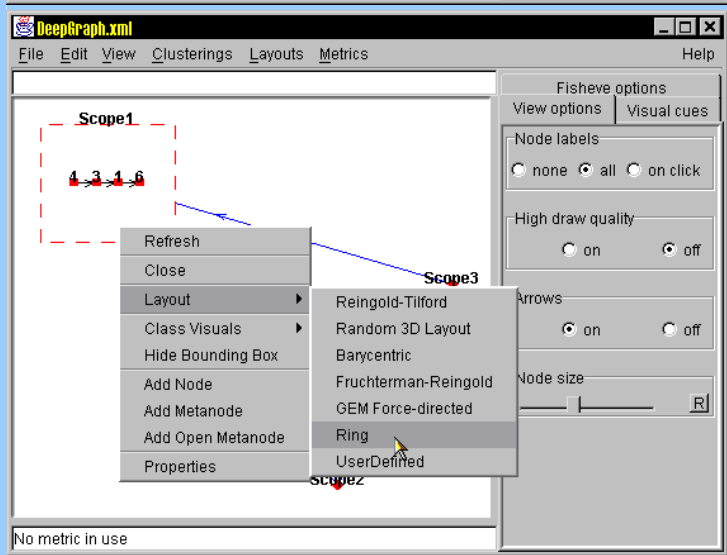 DeepGraph.xml
File Edit View Clusterings Layouts Metrics Help
Fisheye options
View options Visual cues
Scope1
4 3 1 6
Node labels
none all on click
High draw quality
on off
Scope3
Arrows
on off
Node size
R
Refresh
Close
Layout
Class Visuals
Hide Bounding Box
Add Node
Add Metanode
Add Open Metanode
Properties
Reingold-Tilford
Random 3D Layout
Barycentric
Fruchterman-Reingold
GEM Force-directed
Ring
UserDefined
Scope2
No metric in use